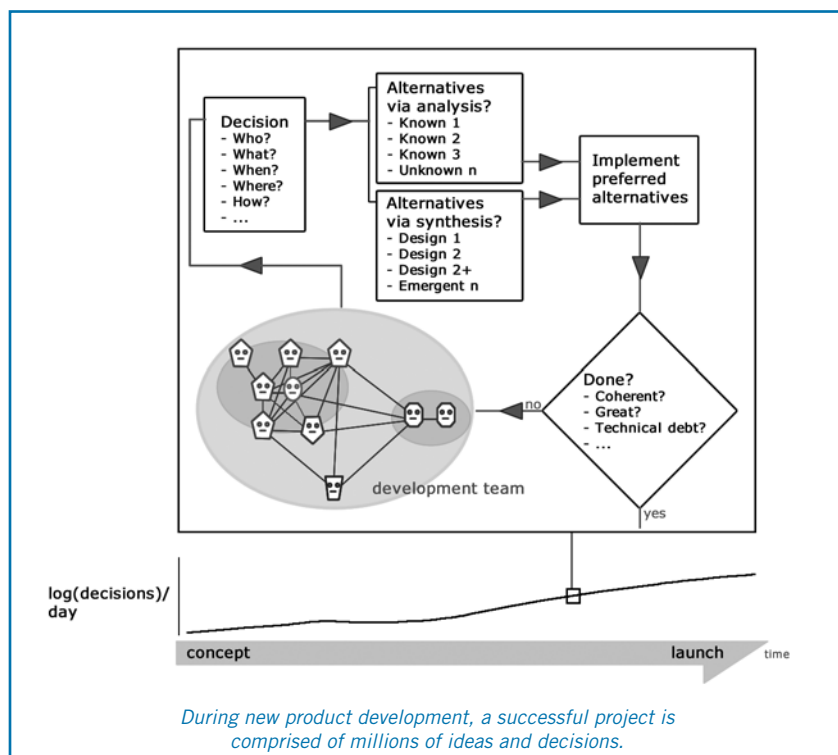 Decision
- Who?
- What?
- When?
- Where?
- How?
- ...
Alternatives
via analysis?
- Known 1
- Known 2
- Known 3
- Unknown n
Alternatives
via synthesis?
- Design 1
- Design 2
- Design 2+
- Emergent n
Implement
preferred
alternatives
Done?
- Coherent?
- Great?
- Technical debt?
- ...
no
yes
development team
log(decisions)/
day
concept
launch
time
During new product development, a successful project is
comprised of millions of ideas and decisions.